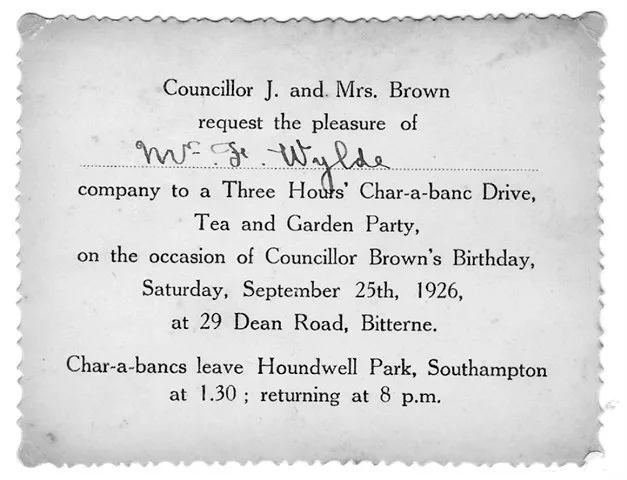 Councillor J. and Mrs. Brown
request the pleasure of
Mr. F. Wylde
company to a Three Hours' Char-a-banc Drive,
Tea and Garden Party,
on the occasion of Councillor Brown's Birthday,
Saturday, September 25th, 1926,
at 29 Dean Road, Bitterne.
Char-a-bancs leave Houndwell Park, Southampton
at 1.30 ; returning at 8 p.m.